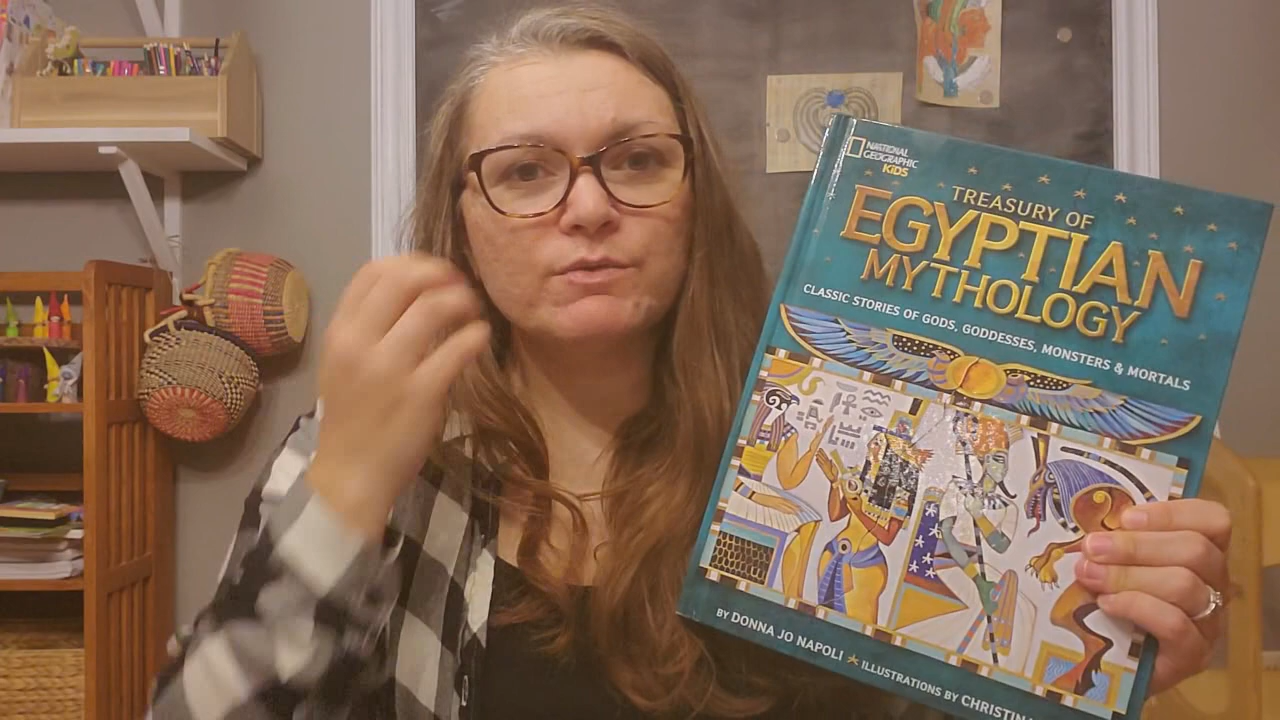 NATIONAL
GEOGRAPHIC
KiDS
TREASURY OF
EGYPTIAN
MYTHOLOGY
CLASSIC STORIES OF GODS, GODDESSES, MONSTERS & MORTALS
BY DONNA JO NAPOLI ★ ILLUSTRATIONS BY CHRISTINA